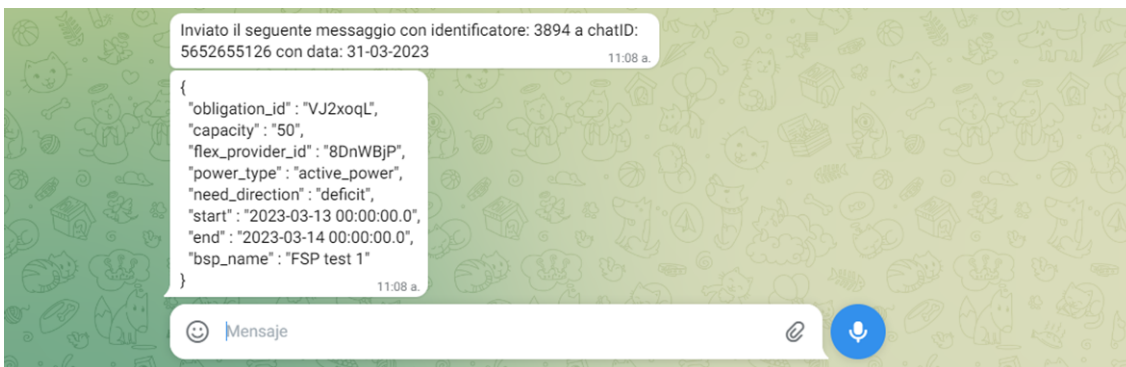 Inviato il seguente messaggio con identificatore: 3894 a chatID:
5652655126 con data: 31-03-2023
11:08 a.
{
"obligation_id" : "VJ2xoqL",
"capacity" : "50",
"flex_provider_id" : "8DnWBjP",
"power_type" : "active_power",
"need_direction" : "deficit",
"start" : "2023-03-13 00:00:00.0",
"end" : "2023-03-14 00:00:00.0",
"bsp_name" : "FSP test 1"
}
11:08 a.
Mensaje